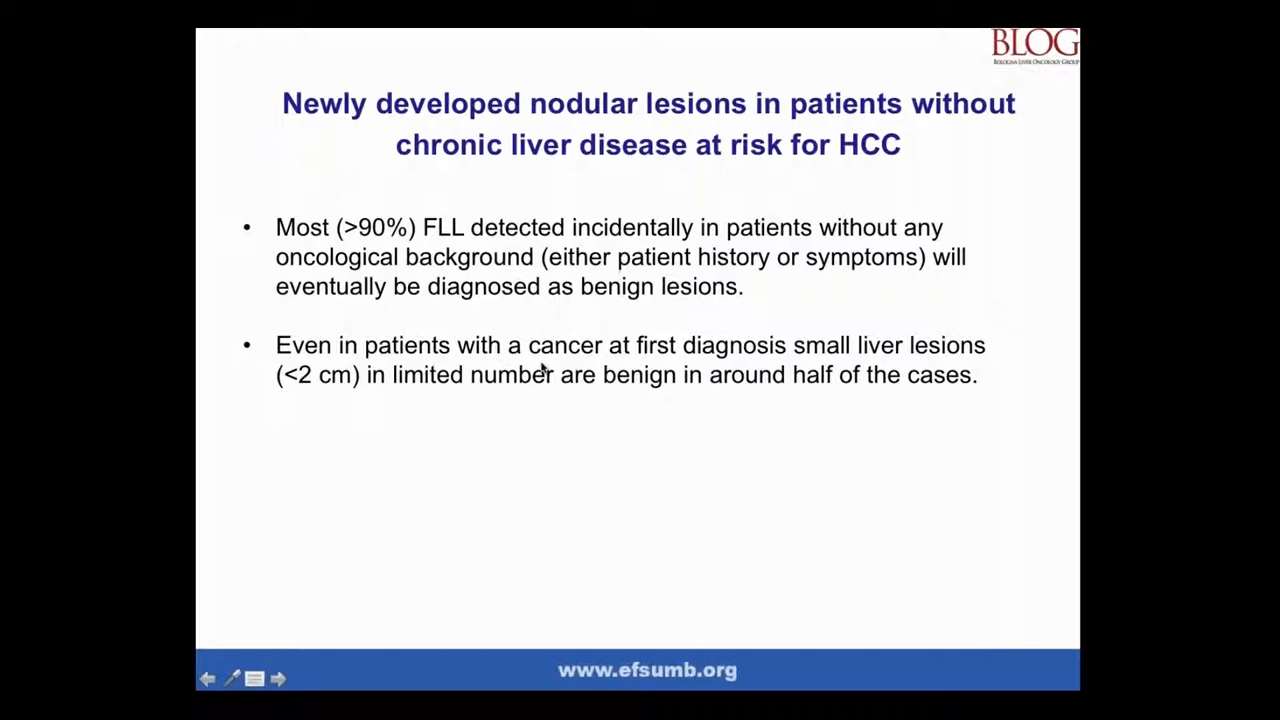 BLOG
BOLOGNA LIVER ONCOLOGY GROUP
Newly developed nodular lesions in patients without
chronic liver disease at risk for HCC
• Most (>90%) FLL detected incidentally in patients without any
oncological background (either patient history or symptoms) will
eventually be diagnosed as benign lesions.
• Even in patients with a cancer at first diagnosis small liver lesions
(<2 cm) in limited number are benign in around half of the cases.
www.efsumb.org